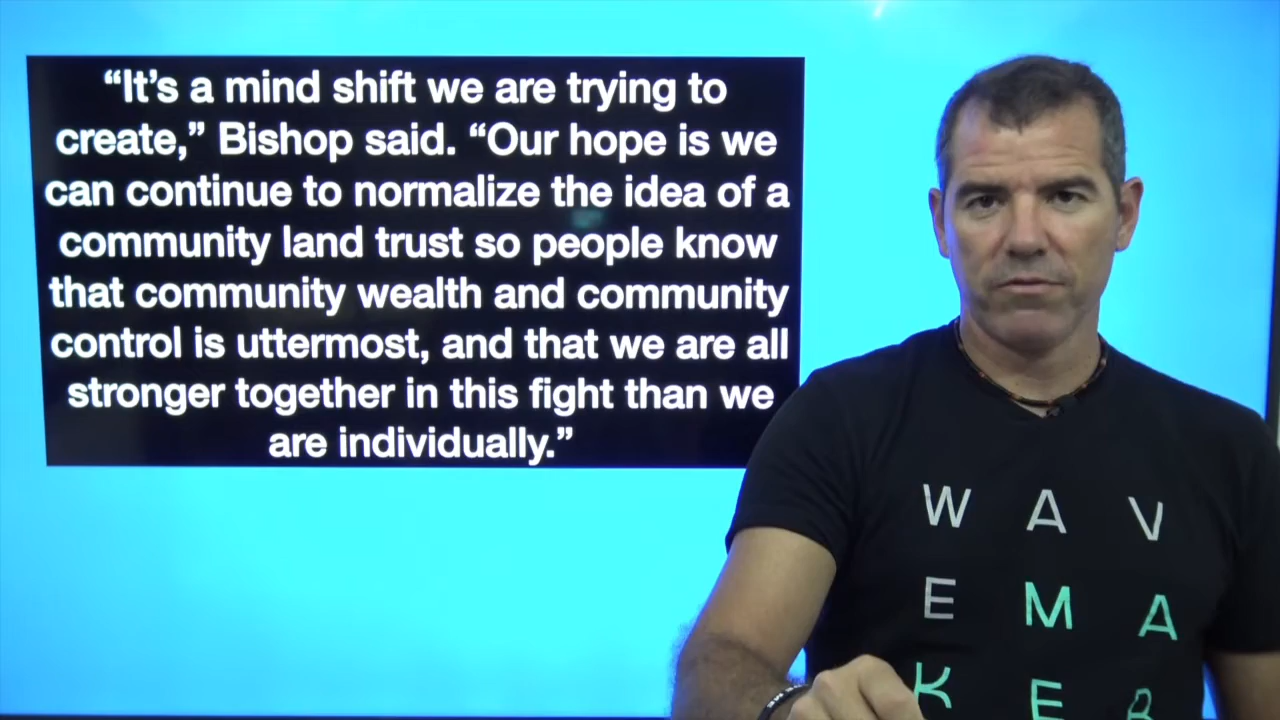 “It’s a mind shift we are trying to
create,” Bishop said. “Our hope is we
can continue to normalize the idea of a
community land trust so people know
that community wealth and community
control is uttermost, and that we are all
stronger together in this fight than we
are individually.”
W A V
E M A
K E R